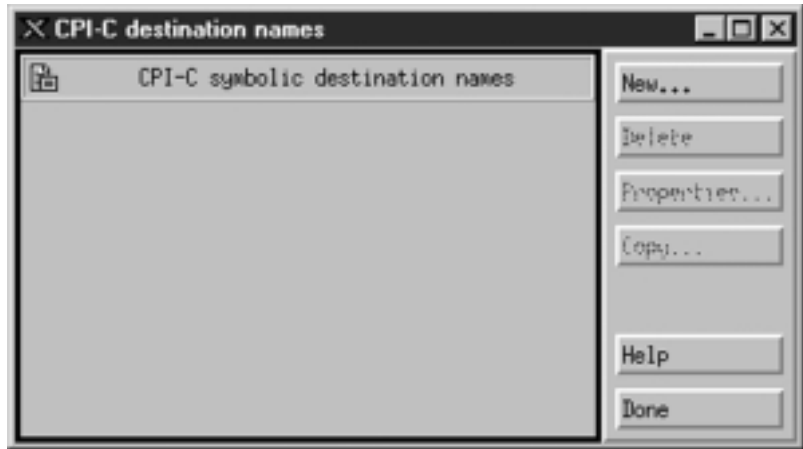 CPI-C destination names
CPI-C symbolic destination names
New...
Delete
Properties...
Copy...
Help
Done